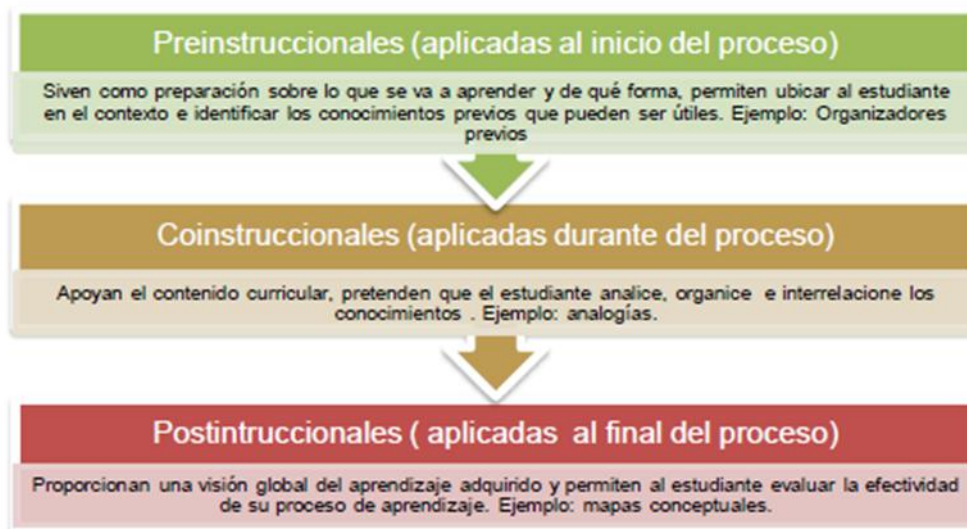 Preinstruccionales (aplicadas al inicio del proceso)
Siven como preparación sobre lo que se va a aprender y de qué forma, permiten ubicar al estudiante
en el contexto e identificar los conocimientos previos que pueden ser útiles. Ejemplo: Organizadores
previos
Coinstruccionales (aplicadas durante del proceso)
Apoyan el contenido curricular, pretenden que el estudiante analice, organice e interrelacione los
conocimientos . Ejemplo: analogías.
Postintruccionales ( aplicadas al final del proceso)
Proporcionan una visión global del aprendizaje adquirido y permiten al estudiante evaluar la efectividad
de su proceso de aprendizaje. Ejemplo: mapas conceptuales.